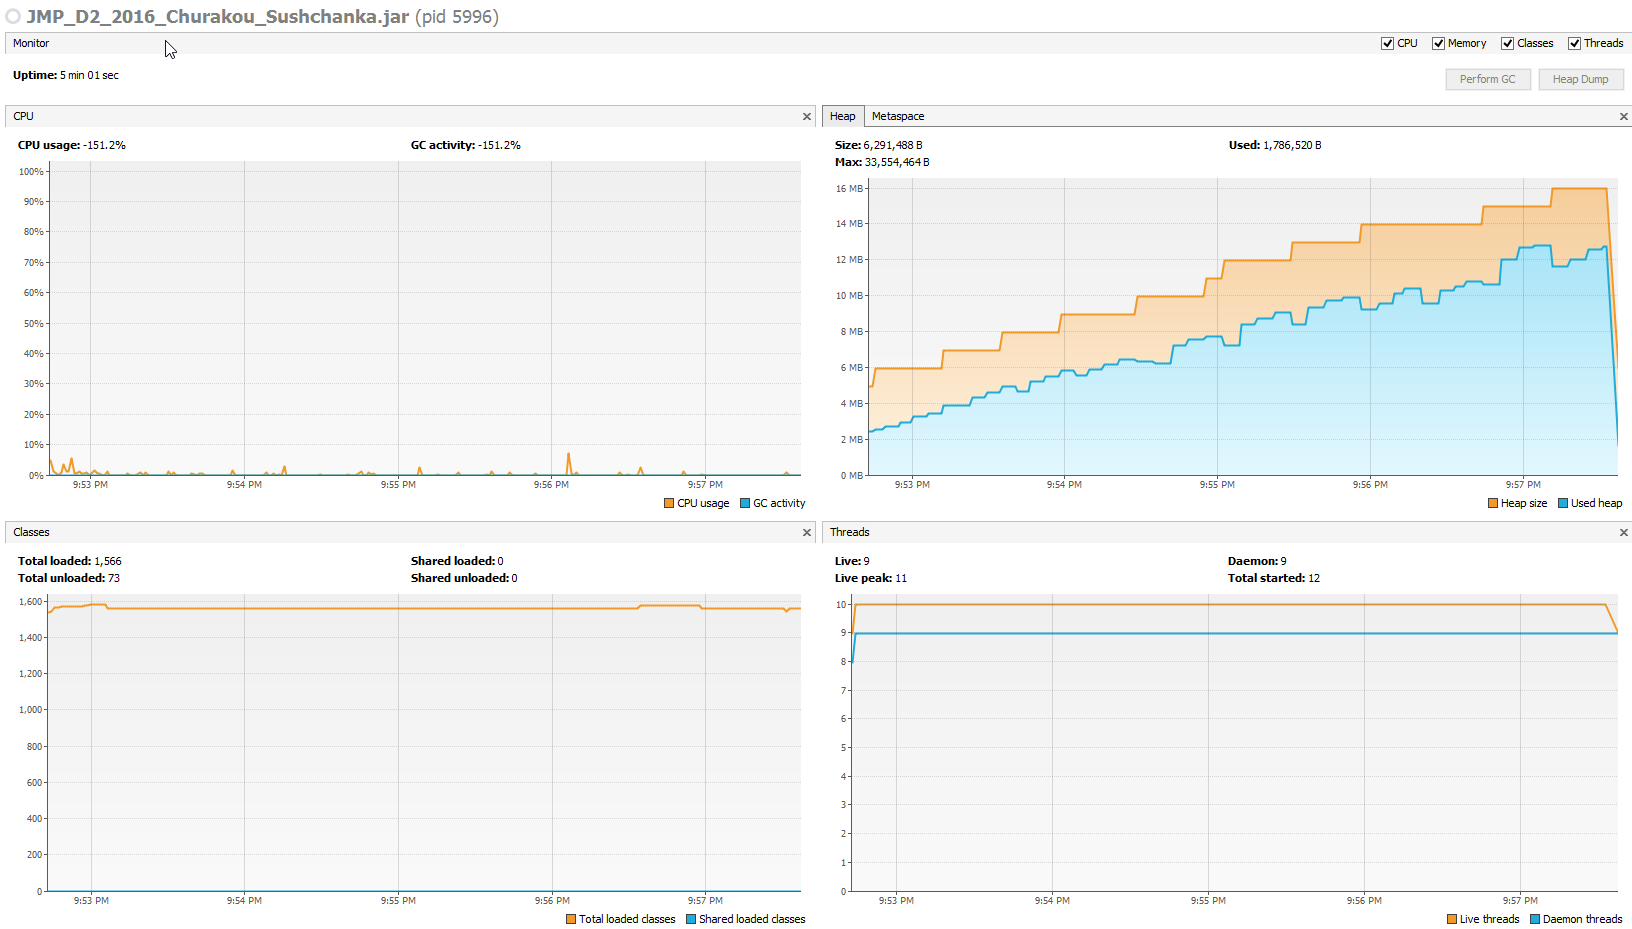 JMP_D2_2016_Churakou_Sushchanka.jar (pid 5996)
Monitor
CPU Memory Classes Threads
Uptime: 5 min 01 sec
Perform GC Heap Dump
CPU
CPU usage: -151.2% GC activity: -151.2%
100%
90%
80%
70%
60%
50%
40%
30%
20%
10%
0%
9:53 PM 9:54 PM 9:55 PM 9:56 PM 9:57 PM
CPU usage GC activity
Heap Metaspace
Size: 6,291,488 B Used: 1,786,520 B
Max: 33,554,464 B
16 MB
14 MB
12 MB
10 MB
8 MB
6 MB
4 MB
2 MB
0 MB
9:53 PM 9:54 PM 9:55 PM 9:56 PM 9:57 PM
Heap size Used heap
Classes
Total loaded: 1,566 Shared loaded: 0
Total unloaded: 73 Shared unloaded: 0
1,600
1,400
1,200
1,000
800
600
400
200
0
9:53 PM 9:54 PM 9:55 PM 9:56 PM 9:57 PM
Total loaded classes Shared loaded classes
Threads
Live: 9 Daemon: 9
Live peak: 11 Total started: 12
10
9
8
7
6
5
4
3
2
1
0
9:53 PM 9:54 PM 9:55 PM 9:56 PM 9:57 PM
Live threads Daemon threads